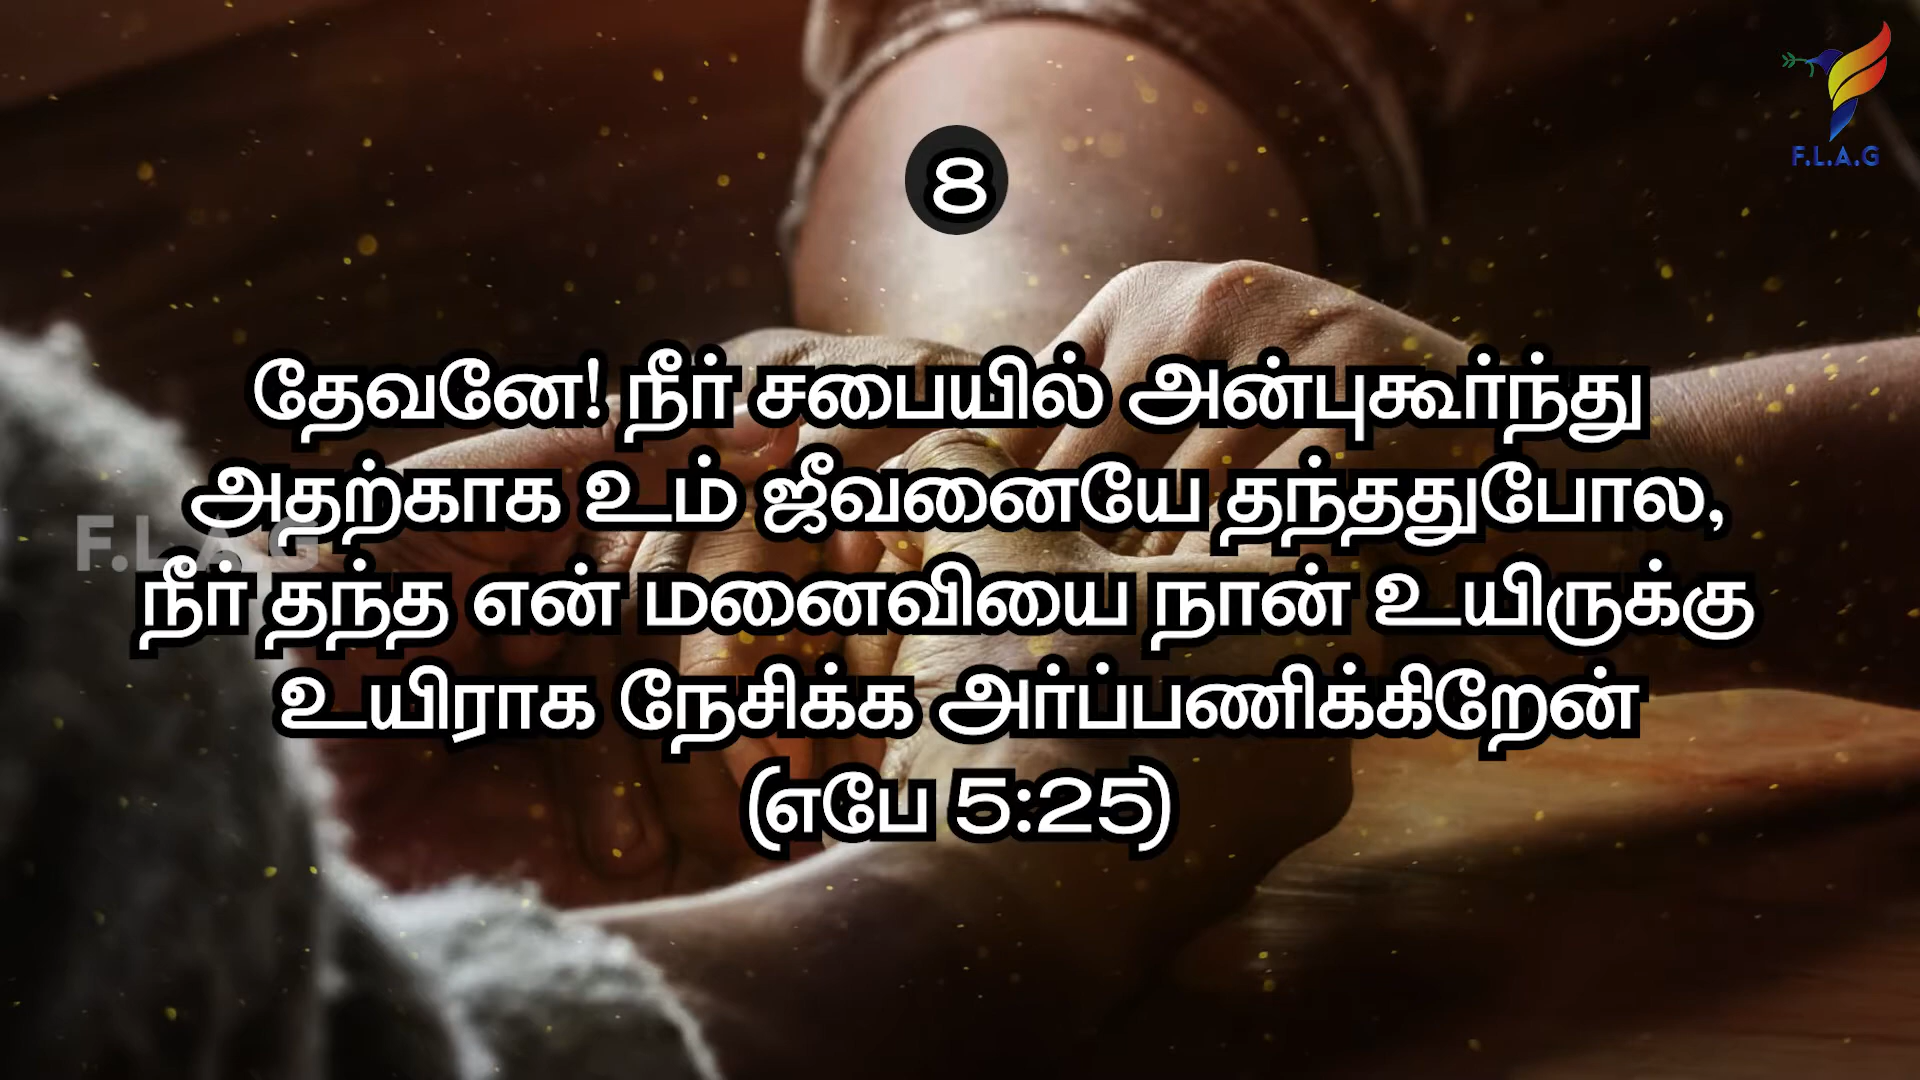 F.L.A.G
8
தேவனே! நீர் சபையில் அன்புகூர்ந்து
அதற்காக உம் ஜீவனையே தந்ததுபோல,
F.L.A.G
நீர் தந்த என் மனைவியை நான் உயிருக்கு
உயிராக நேசிக்க அர்ப்பணிக்கிறேன்
(எபே 5:25)